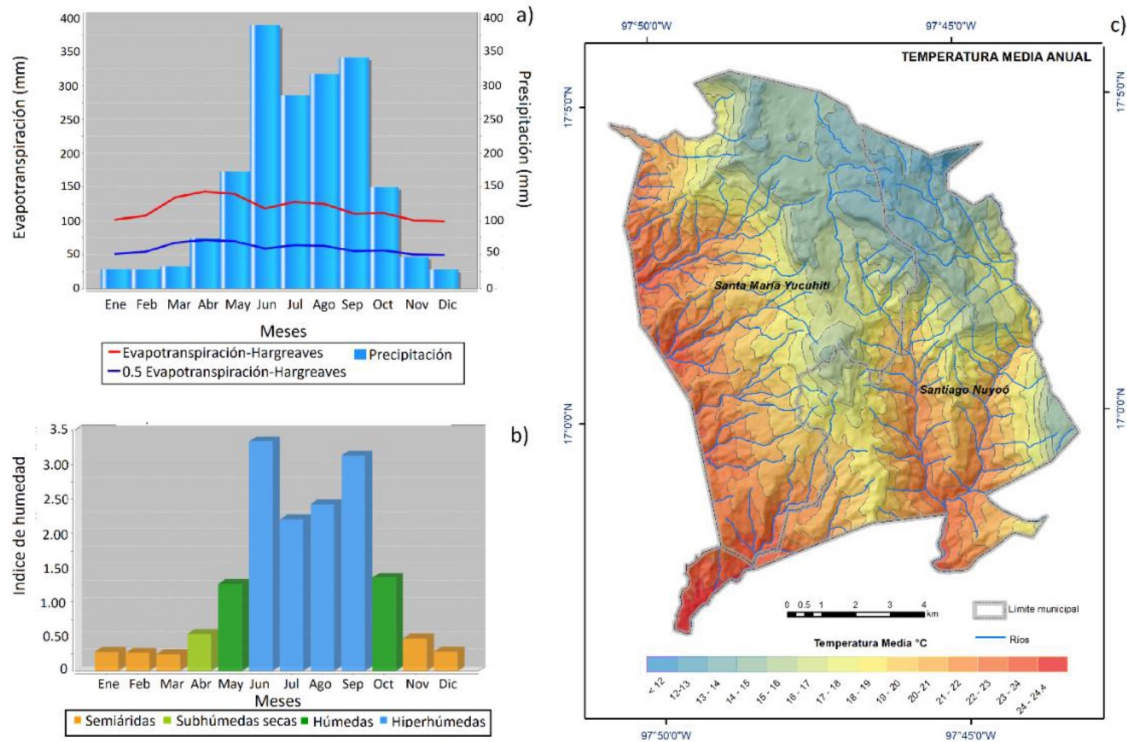 a)
Evapotranspiración (mm)
400
350
300
250
200
150
100
50
0
400
350
300
250
200
150
100
50
0
Presipitación (mm)
Ene Feb Mar Abr May Jun Jul Ago Sep Oct Nov Dic
Meses
Evapotranspiración-Hargreaves
Precipitación
0.5 Evapotranspiración-Hargreaves
b)
Indice de humedad
3.5
3.00
2.50
2.00
1.50
1.00
0.50
0
Ene Feb Mar Abr May Jun Jul Ago Sep Oct Nov Dic
Meses
Semiáridas
Subhúmedas secas
Húmedas
Hiperhúmedas
c)
97°50'0"W
97°45'0"W
TEMPERATURA MEDIA ANUAL
17°5'0"N
17°5'0"N
Santa María Yucuhiti
Santiago Nuyoó
17°0'0"N
17°0'0"N
0 0.5 1 2 3 4
km
Límite municipal
Ríos
Temperatura Media °C
< 12
12-13
13 - 14
14 - 15
15 - 16
16 - 17
17 - 18
18 - 19
19 - 20
20- 21
21 - 22
22 - 23
23 - 24
24 - 24.4
97°50'0"W
97°45'0"W